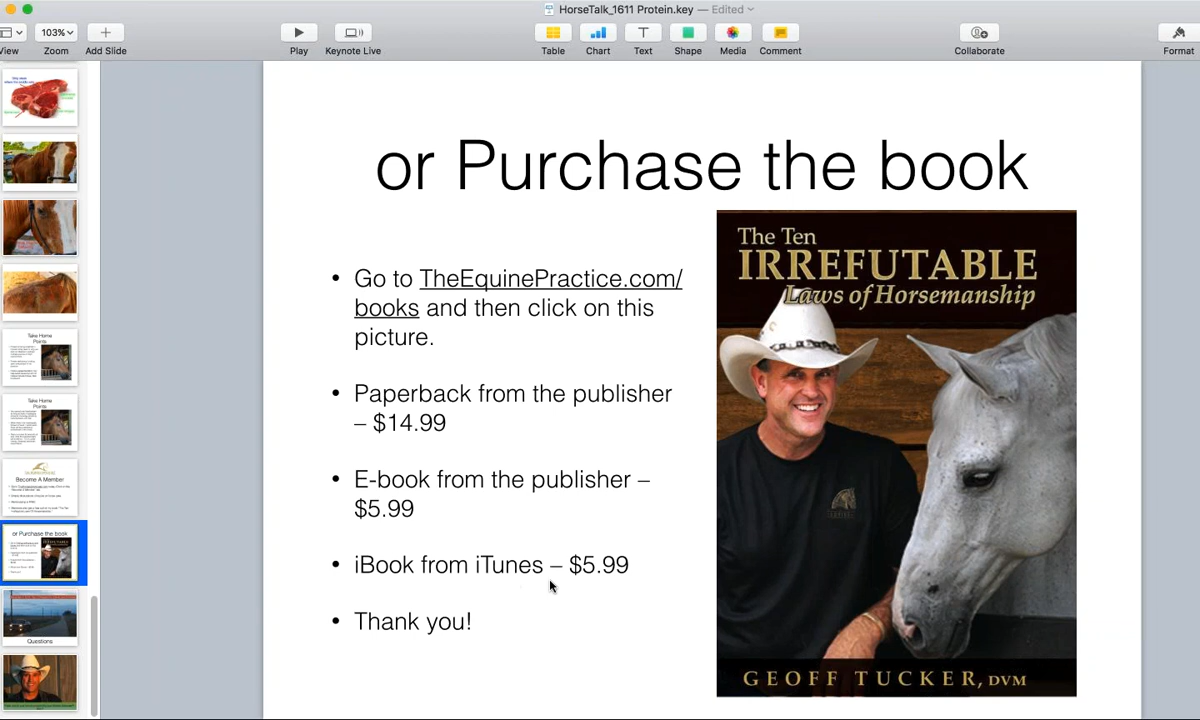 HorseTalk_1611 Protein.key — Edited
View
103%
Zoom
Add Slide
Play
Keynote Live
Table
Chart
Text
Shape
Media
Comment
Collaborate
Format
Take Home
Points
Take Home
Points
Become A Member
or Purchase the book
Questions
or Purchase the book
• Go to TheEquinePractice.com/
books and then click on this
picture.
• Paperback from the publisher
– $14.99
• E-book from the publisher –
$5.99
• iBook from iTunes – $5.99
• Thank you!
The Ten
IRREFUTABLE
Laws of Horsemanship
GEOFF TUCKER, DVM